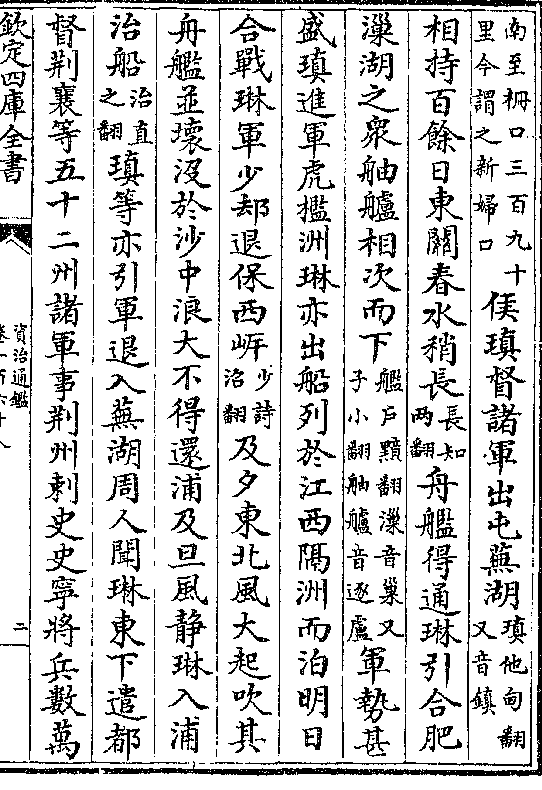 南至栅口三百九十里今謂之新婦口侯瑱督諸軍出屯蕪湖瑱他甸翻又音鎮
相持百餘日東關春水稍長長知兩翻舟艦得通琳引合肥
漅湖之衆舳艫相次而下艦戶黯翻漅音巢又子小翻舳艫音逐盧軍勢甚
盛瑱進軍虎檻洲琳亦出船列於江西隔洲而泊明日
合戰琳軍少却退保西㟁少詩沼翻及夕東北風大起吹其
舟艦並壞沒於沙中浪大不得還浦及旦風静琳入浦
治船治直之翻瑱等亦引軍退入蕪湖周人聞琳東下遣都
督荆襄等五十二州諸軍事荆州刺史史寧將兵數萬
欽定四庫全書
資治通鑑
卷一百六十八
二